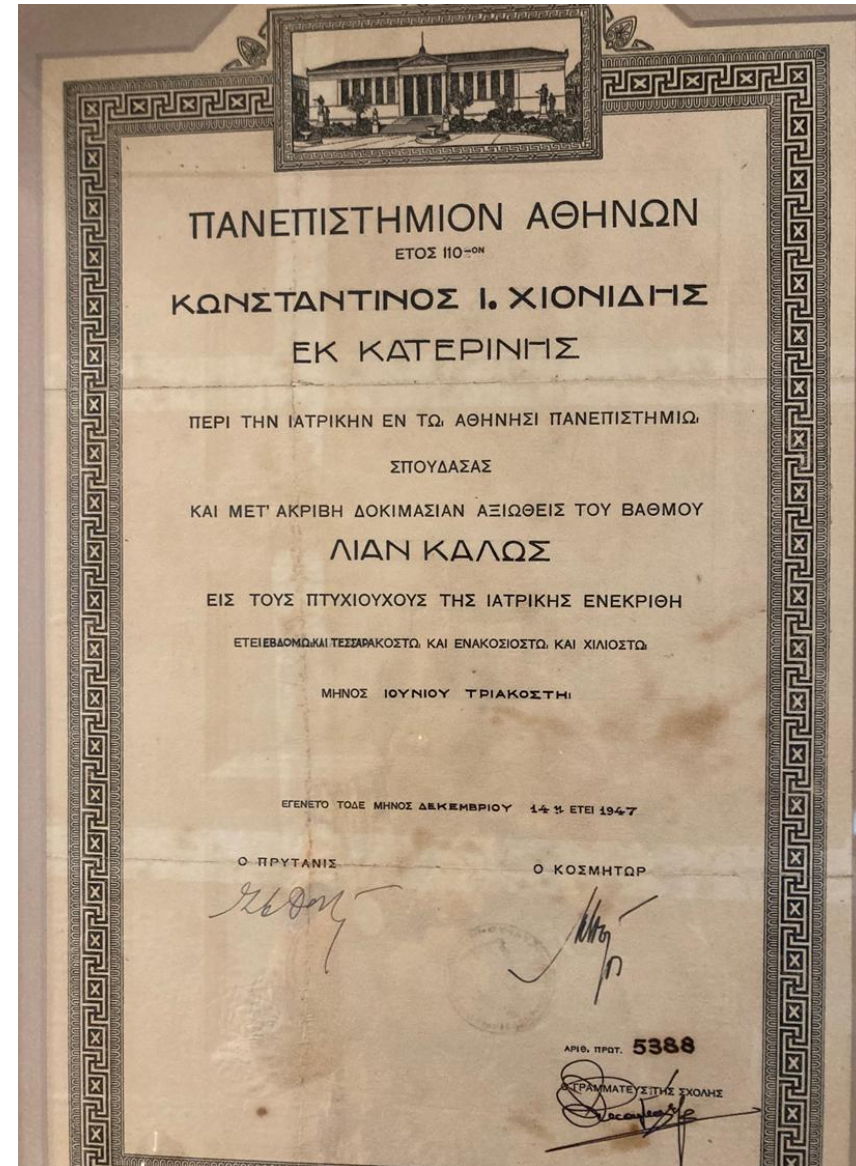 ΠΑΝΕΠΙΣΤΗΜΙΟΝ ΑΘΗΝΩΝ
ΕΤΟΣ 110-ΟΝ
ΚΩΝΣΤΑΝΤΙΝΟΣ Ι. ΧΙΟΝΙΔΗΣ
ΕΚ ΚΑΤΕΡΙΝΗΣ
ΠΕΡΙ ΤΗΝ ΙΑΤΡΙΚΗΝ ΕΝ ΤΩι ΑΘΗΝΗΣΙ ΠΑΝΕΠΙΣΤΗΜΙΩι
ΣΠΟΥΔΑΣΑΣ
ΚΑΙ ΜΕΤ' ΑΚΡΙΒΗ ΔΟΚΙΜΑΣΙΑΝ ΑΞΙΩΘΕΙΣ ΤΟΥ ΒΑΘΜΟΥ
ΛΙΑΝ ΚΑΛΩΣ
ΕΙΣ ΤΟΥΣ ΠΤΥΧΙΟΥΧΟΥΣ ΤΗΣ ΙΑΤΡΙΚΗΣ ΕΝΕΚΡΙΘΗ
ΕΤΕΙ ΕΒΔΟΜΩι ΚΑΙ ΤΕΣΣΑΡΑΚΟΣΤΩι ΚΑΙ ΕΝΑΚΟΣΙΟΣΤΩι ΚΑΙ ΧΙΛΙΟΣΤΩι
ΜΗΝΟΣ ΙΟΥΝΙΟΥ ΤΡΙΑΚΟΣΤΗι
ΕΓΕΝΕΤΟ ΤΟΔΕ ΜΗΝΟΣ ΔΕΚΕΜΒΡΙΟΥ 14 η ΕΤΕΙ 1947
Ο ΠΡΥΤΑΝΙΣ
Ο ΚΟΣΜΗΤΩΡ
ΑΡΙΘ. ΠΡΩΤ. 5388
Ο ΓΡΑΜΜΑΤΕΥΣ ΤΗΣ ΣΧΟΛΗΣ